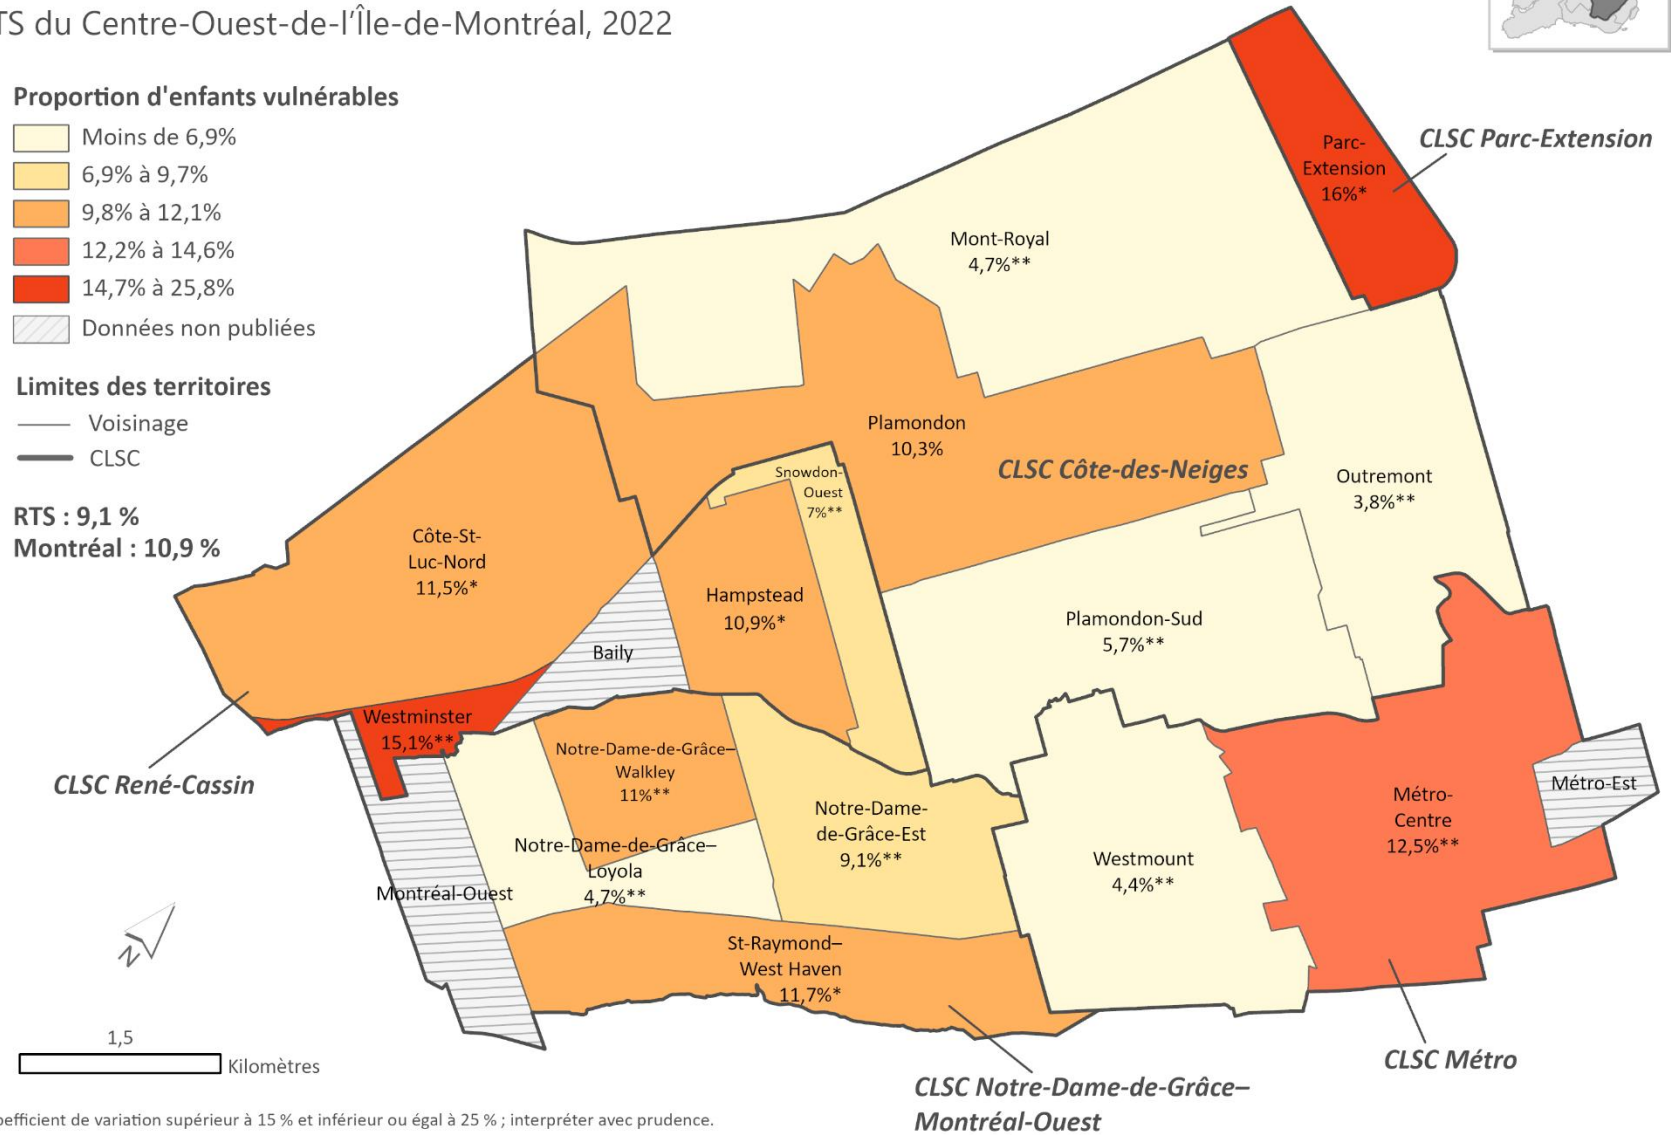 TS du Centre-Ouest-de-l'Île-de-Montréal, 2022
Proportion d'enfants vulnérables
Moins de 6,9%
6,9% à 9,7%
9,8% à 12,1%
12,2% à 14,6%
14,7% à 25,8%
Données non publiées
Limites des territoires
Voisinage
CLSC
RTS : 9,1 %
Montréal : 10,9 %
Parc-
Extension
16%*
CLSC Parc-Extension
Mont-Royal
4,7%**
Plamondon
10,3%
CLSC Côte-des-Neiges
Snowdon-
Ouest
7%**
Outremont
3,8%**
Côte-St-
Luc-Nord
11,5%*
Hampstead
10,9%*
Plamondon-Sud
5,7%**
Baily
Westminster
15,1%**
CLSC René-Cassin
Notre-Dame-de-Grâce–
Walkley
11%**
Notre-Dame-
de-Grâce-Est
9,1%**
Métro-Est
Métro-
Centre
12,5%**
Notre-Dame-de-Grâce–
Loyola
4,7%**
Westmount
4,4%**
Montréal-Ouest
St-Raymond–
West Haven
11,7%*
N
1,5
Kilomètres
CLSC Métro
CLSC Notre-Dame-de-Grâce–
Montréal-Ouest
oefficient de variation supérieur à 15 % et inférieur ou égal à 25 % ; interpréter avec prudence.